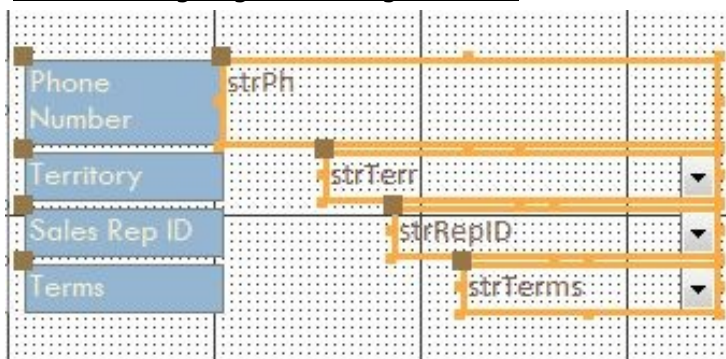 Phone
Number
strPh
Territory
strTerr
Sales Rep ID
strRepID
Terms
strTerms